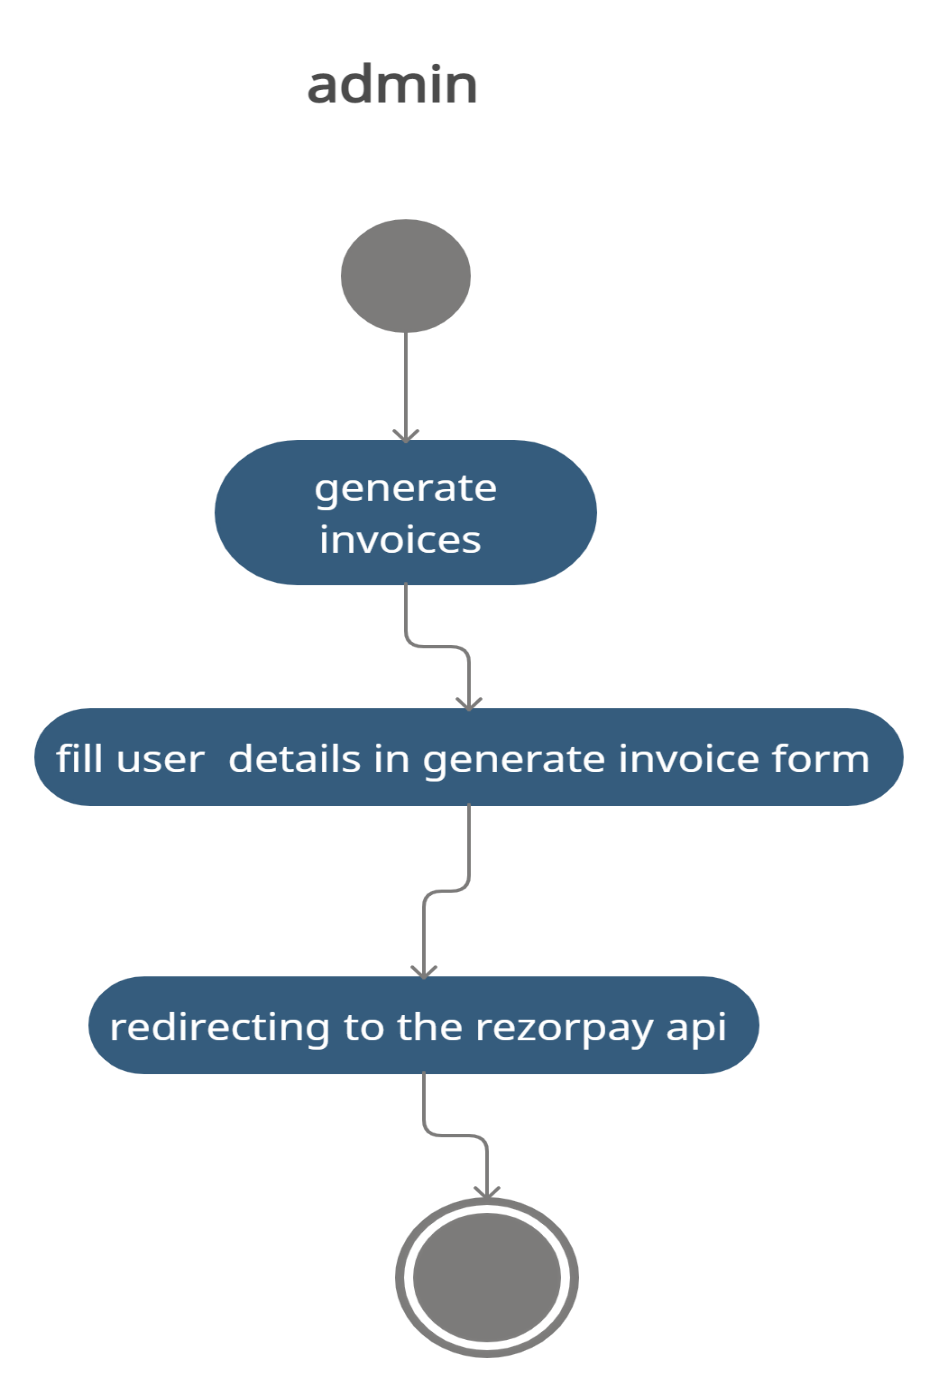 admin
generate
invoices
fill user  details in generate invoice form
redirecting to the rezorpay api